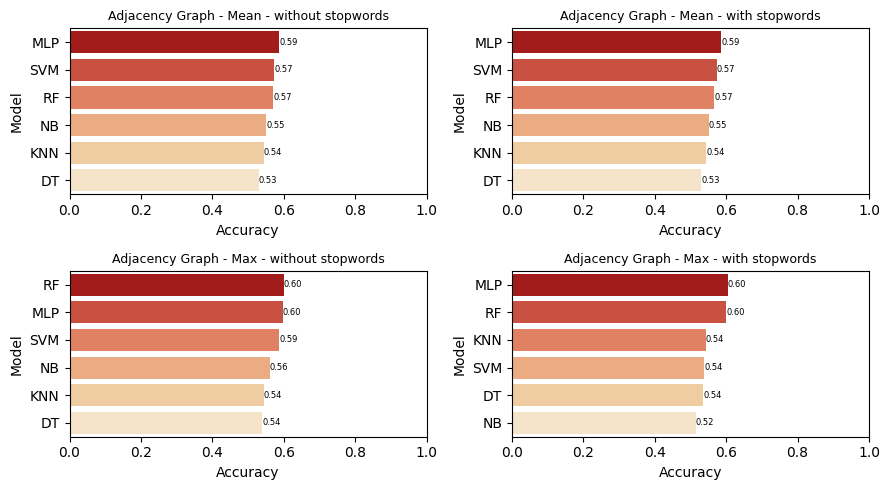 Adjacency Graph - Mean - without stopwords
Model
MLP 0.59
SVM 0.57
RF 0.57
NB 0.55
KNN 0.54
DT 0.53
0.0 0.2 0.4 0.6 0.8 1.0
Accuracy
Adjacency Graph - Mean - with stopwords
Model
MLP 0.59
SVM 0.57
RF 0.57
NB 0.55
KNN 0.54
DT 0.53
0.0 0.2 0.4 0.6 0.8 1.0
Accuracy
Adjacency Graph - Max - without stopwords
Model
RF 0.60
MLP 0.60
SVM 0.59
NB 0.56
KNN 0.54
DT 0.54
0.0 0.2 0.4 0.6 0.8 1.0
Accuracy
Adjacency Graph - Max - with stopwords
Model
MLP 0.60
RF 0.60
KNN 0.54
SVM 0.54
DT 0.54
NB 0.52
0.0 0.2 0.4 0.6 0.8 1.0
Accuracy